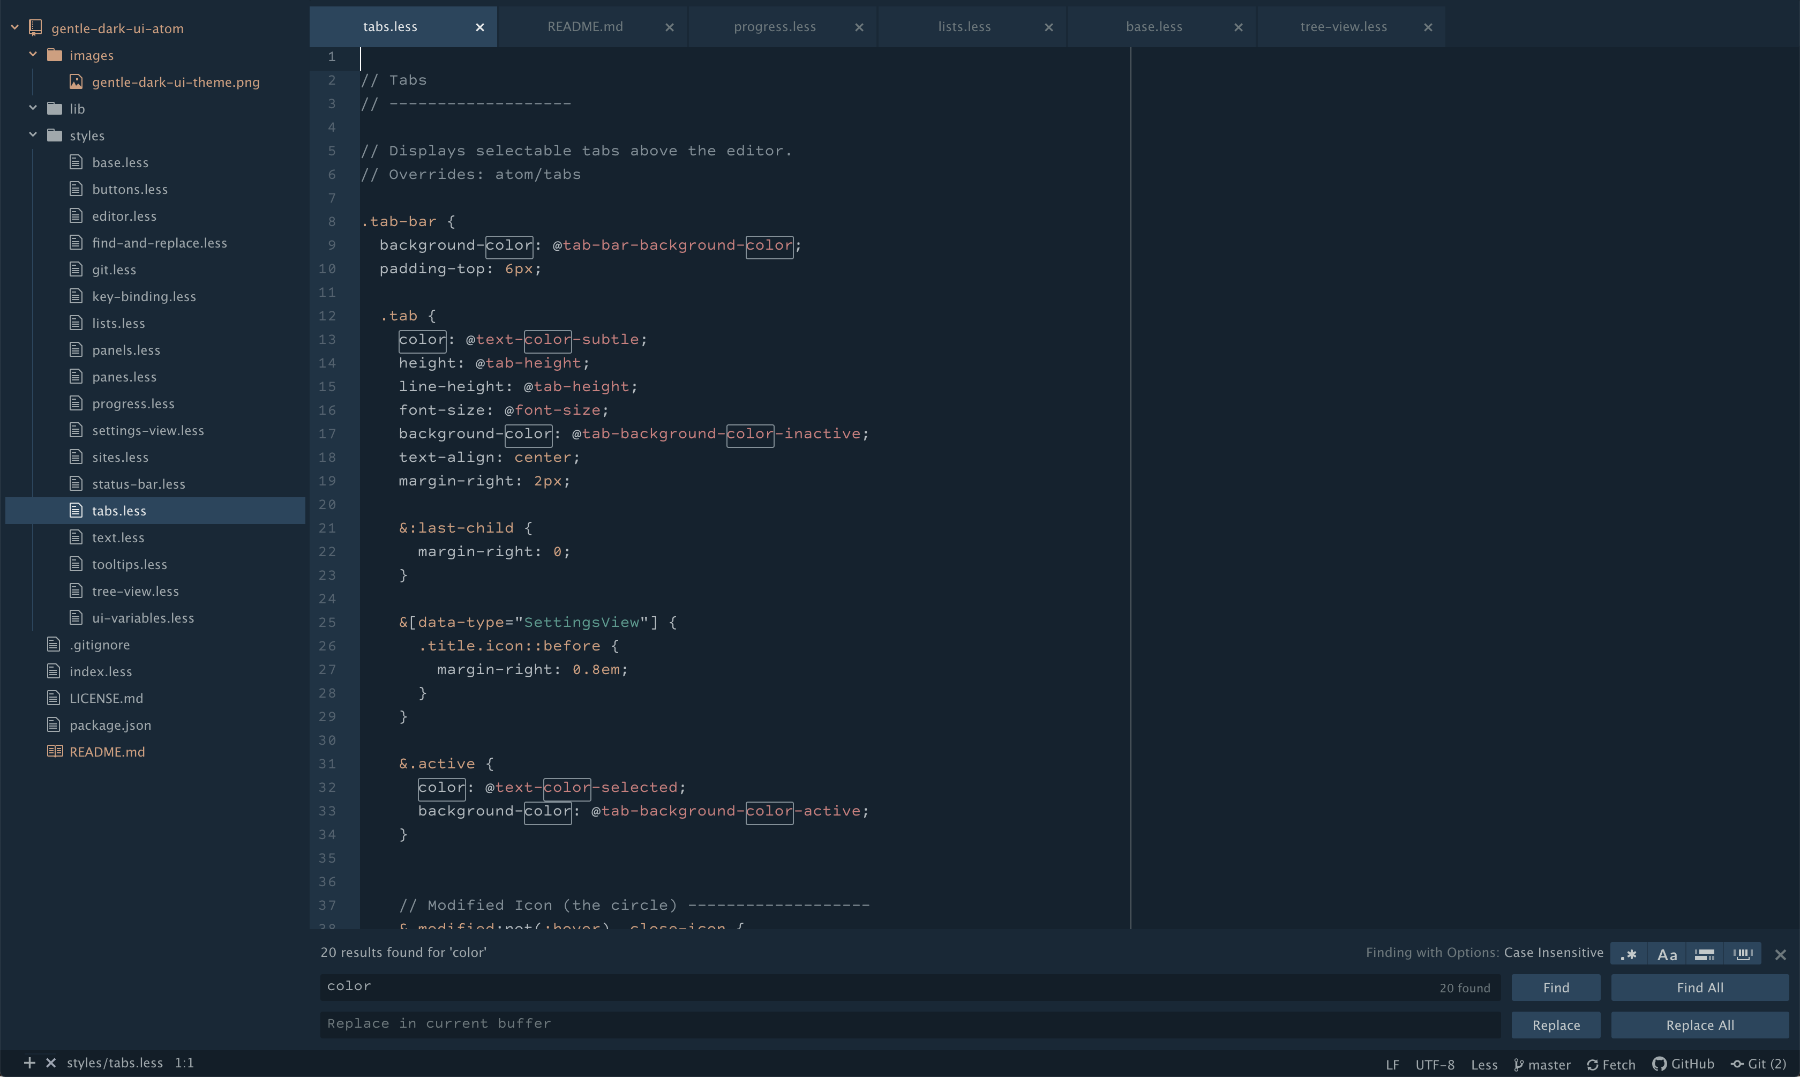 gentle-dark-ui-atom
images
gentle-dark-ui-theme.png
lib
styles
base.less
buttons.less
editor.less
find-and-replace.less
git.less
key-binding.less
lists.less
panels.less
panes.less
progress.less
settings-view.less
sites.less
status-bar.less
tabs.less
text.less
tooltips.less
tree-view.less
ui-variables.less
.gitignore
index.less
LICENSE.md
package.json
README.md
tabs.less README.md progress.less lists.less base.less tree-view.less
1
2 // Tabs
3 // -------------------
4
5 // Displays selectable tabs above the editor.
6 // Overrides: atom/tabs
7
8 .tab-bar {
9 background-color: @tab-bar-background-color;
10 padding-top: 6px;
11
12 .tab {
13 color: @text-color-subtle;
14 height: @tab-height;
15 line-height: @tab-height;
16 font-size: @font-size;
17 background-color: @tab-background-color-inactive;
18 text-align: center;
19 margin-right: 2px;
20
21 &:last-child {
22 margin-right: 0;
23 }
24
25 &[data-type="SettingsView"] {
26 .title.icon::before {
27 margin-right: 0.8em;
28 }
29 }
30
31 &.active {
32 color: @text-color-selected;
33 background-color: @tab-background-color-active;
34 }
35
36
37 // Modified Icon (the circle) -------------------
38 &.modified:not(:hover) .close-icon {
20 results found for 'color' Finding with Options: Case Insensitive .* Aa
color 20 found Find Find All
Replace in current buffer Replace Replace All
styles/tabs.less 1:1 LF UTF-8 Less master Fetch GitHub Git (2)